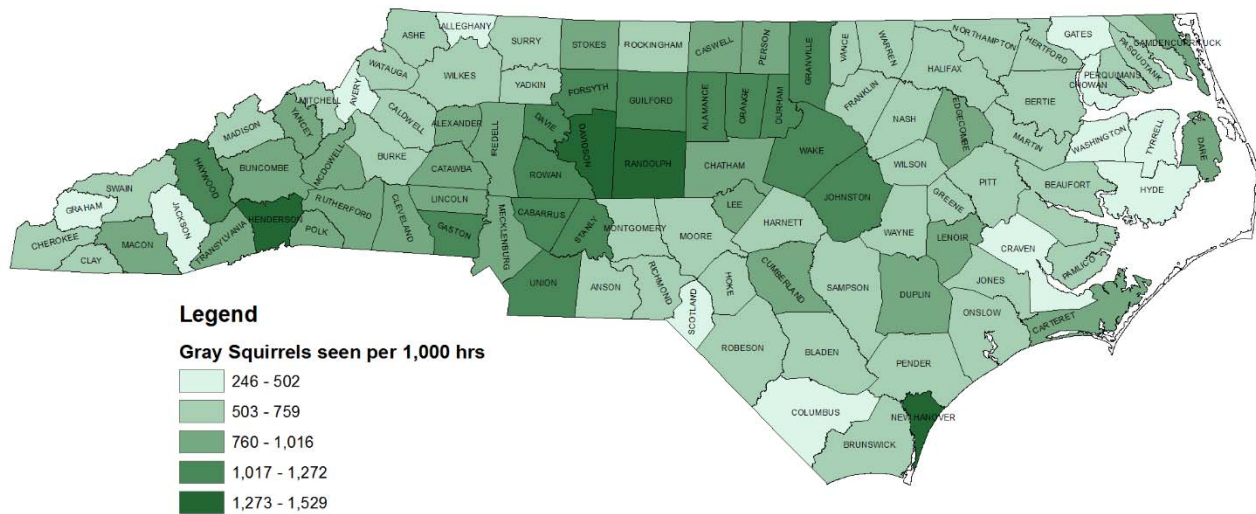 ALLEGHANY
ASHE
SURRY
STOKES
ROCKINGHAM
CASWELL
PERSON
GRANVILLE
VANCE
WARREN
NORTHAMPTON
HERTFORD
GATES
CAMDEN
CURRITUCK
PASQUOTANK
PERQUIMANS
CHOWAN
WATAUGA
WILKES
YADKIN
FORSYTH
GUILFORD
ALAMANCE
ORANGE
DURHAM
FRANKLIN
HALIFAX
BERTIE
MITCHELL
AVERY
CALDWELL
ALEXANDER
IREDELL
DAVIE
DAVIDSON
RANDOLPH
CHATHAM
WAKE
NASH
EDGECOMBE
MARTIN
WASHINGTON
TYRRELL
DARE
MADISON
YANCEY
MCDOWELL
BURKE
CATAWBA
ROWAN
WILSON
PITT
BEAUFORT
HYDE
HAYWOOD
BUNCOMBE
RUTHERFORD
CLEVELAND
LINCOLN
GASTON
MECKLENBURG
CABARRUS
STANLY
MONTGOMERY
MOORE
LEE
HARNETT
JOHNSTON
WAYNE
GREENE
LENOIR
CRAVEN
PAMLICO
SWAIN
GRAHAM
JACKSON
CHEROKEE
CLAY
MACON
TRANSYLVANIA
HENDERSON
POLK
UNION
ANSON
RICHMOND
SCOTLAND
HOKE
CUMBERLAND
SAMPSON
DUPLIN
JONES
ONSLOW
CARTERET
ROBESON
BLADEN
PENDER
COLUMBUS
NEW HANOVER
BRUNSWICK
Legend
Gray Squirrels seen per 1,000 hrs
246 - 502
503 - 759
760 - 1,016
1,017 - 1,272
1,273 - 1,529